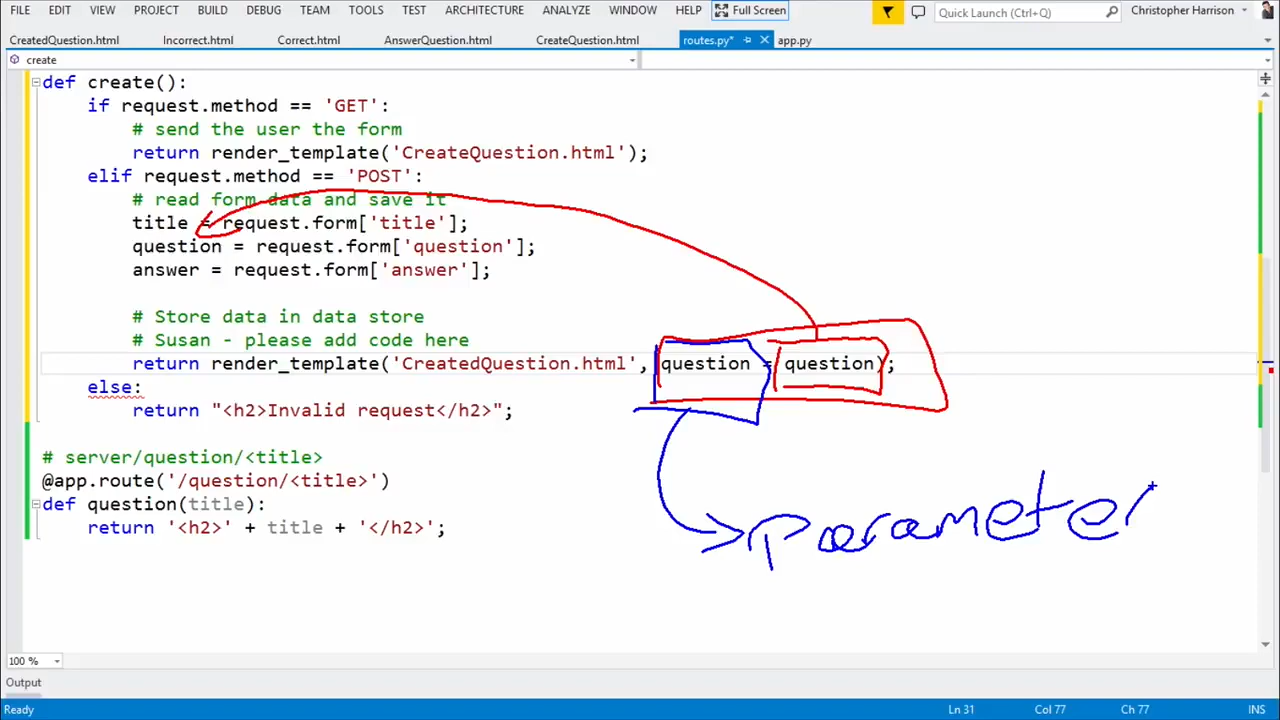 FILE EDIT VIEW PROJECT BUILD DEBUG TEAM TOOLS TEST ARCHITECTURE ANALYZE WINDOW HELP Full Screen Quick Launch (Ctrl+Q) Christopher Harrison
CreatedQuestion.html Incorrect.html Correct.html AnswerQuestion.html CreateQuestion.html routes.py* app.py
create
def create():
if request.method == 'GET':
# send the user the form
return render_template('CreateQuestion.html');
elif request.method == 'POST':
# read form data and save it
title = request.form['title'];
question = request.form['question'];
answer = request.form['answer'];
# Store data in data store
# Susan - please add code here
return render_template('CreatedQuestion.html', question = question);
else:
return "<h2>Invalid request</h2>";
# server/question/<title>
@app.route('/question/<title>')
def question(title):
return '<h2>' + title + '</h2>';
parameter
100 %
Output
Ready Ln 31 Col 77 Ch 77 INS